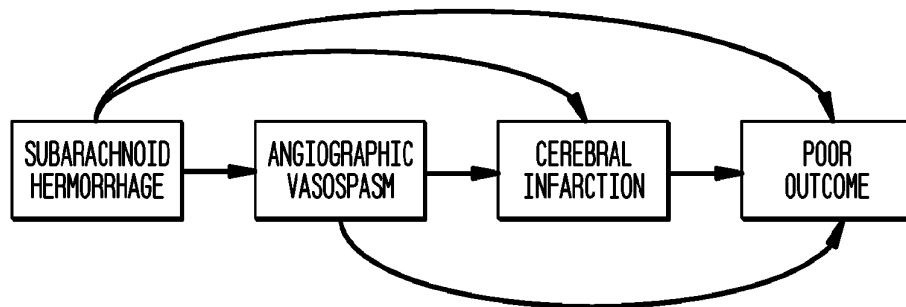 SUBARACHNOID
HERMORRHAGE
ANGIOGRAPHIC
VASOSPASM
CEREBRAL
INFARCTION
POOR
OUTCOME